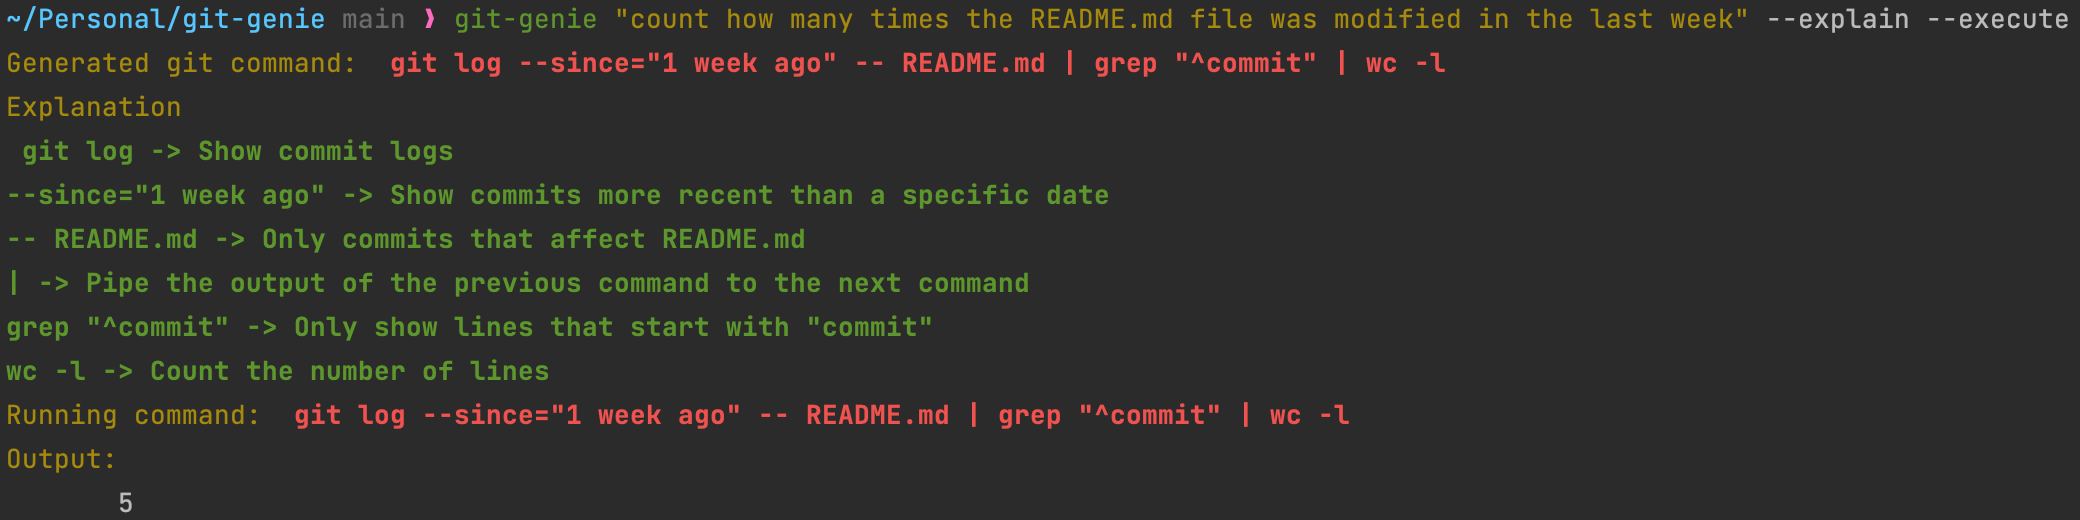 ~/Personal/git-genie main ❯ git-genie "count how many times the README.md file was modified in the last week" --explain --execute
Generated git command:  git log --since="1 week ago" -- README.md | grep "^commit" | wc -l
Explanation
 git log -> Show commit logs
--since="1 week ago" -> Show commits more recent than a specific date
-- README.md -> Only commits that affect README.md
| -> Pipe the output of the previous command to the next command
grep "^commit" -> Only show lines that start with "commit"
wc -l -> Count the number of lines
Running command:  git log --since="1 week ago" -- README.md | grep "^commit" | wc -l
Output:
       5